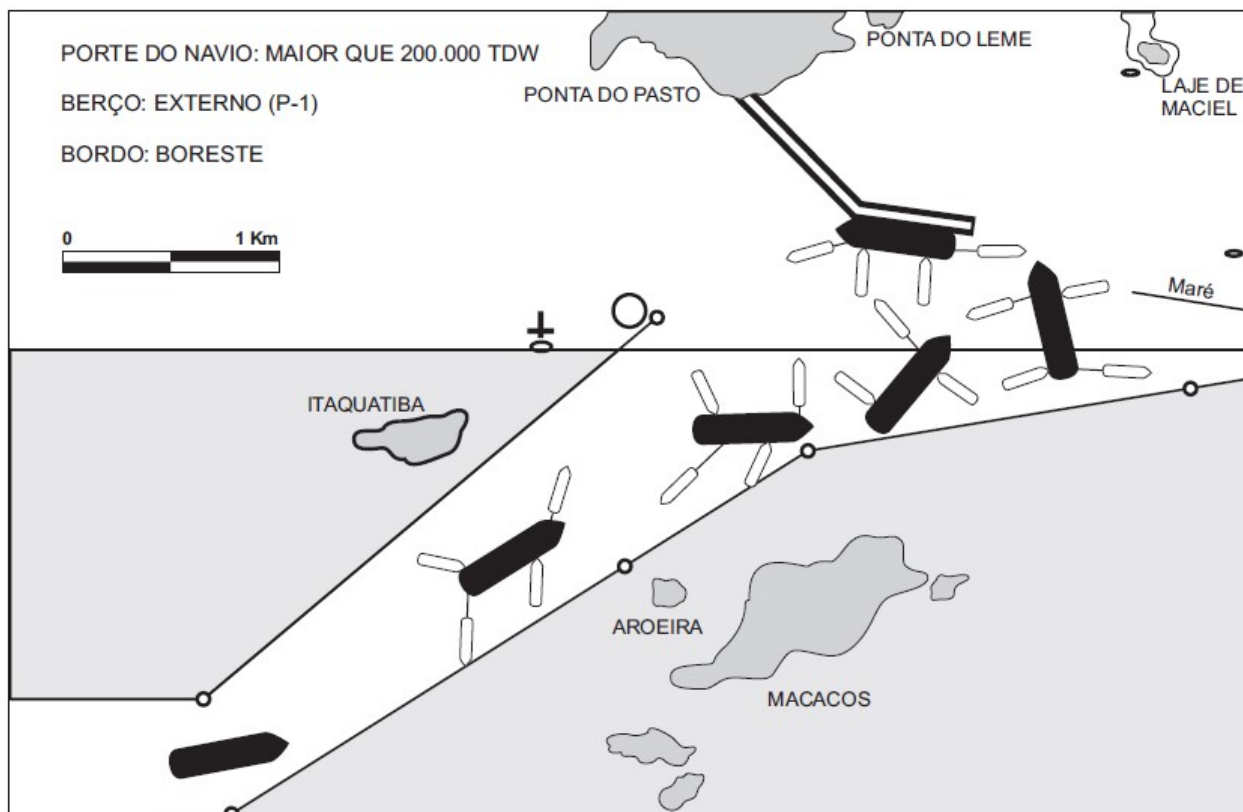 PORTE DO NAVIO: MAIOR QUE 200.000 TDW
BERÇO: EXTERNO (P-1)
BORDO: BORESTE
0 1 Km
PONTA DO PASTO
PONTA DO LEME
LAJE DE
MACIEL
Maré
ITAQUATIBA
AROEIRA
MACACOS